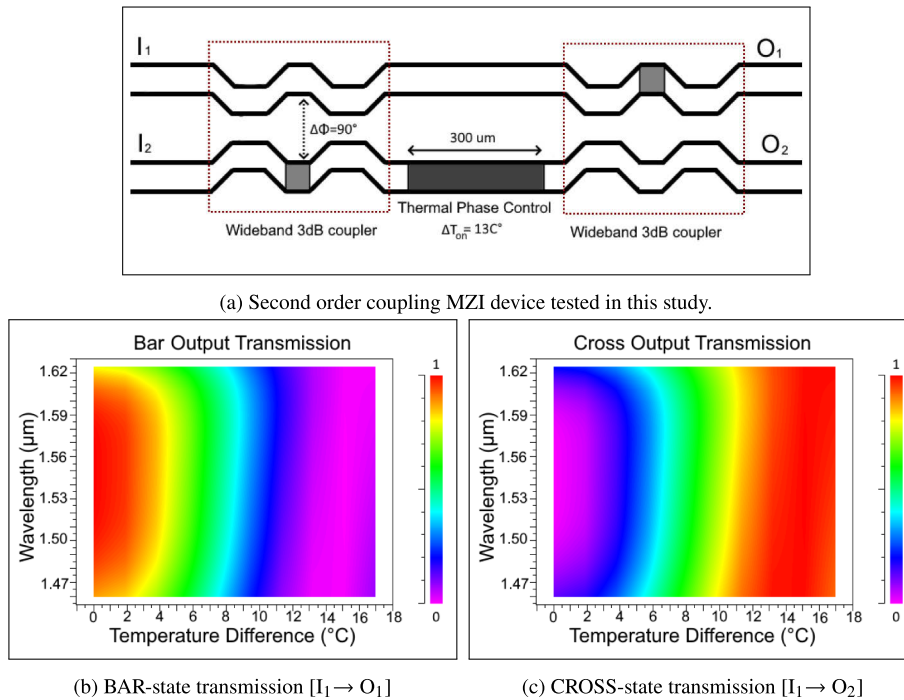 I₁
O₁
ΔΦ=90°
I₂
300 um
O₂
Thermal Phase Control
Wideband 3dB coupler
ΔT_on = 13C°
Wideband 3dB coupler
(a) Second order coupling MZI device tested in this study.
Bar Output Transmission
1.62
1.59
1.56
1.53
1.50
1.47
Wavelength (μm)
0 2 4 6 8 10 12 14 16 18
Temperature Difference (°C)
1
0
(b) BAR-state transmission [I₁→ O₁]
Cross Output Transmission
1.62
1.59
1.56
1.53
1.50
1.47
Wavelength (μm)
0 2 4 6 8 10 12 14 16 18
Temperature Difference (°C)
1
0
(c) CROSS-state transmission [I₁→ O₂]